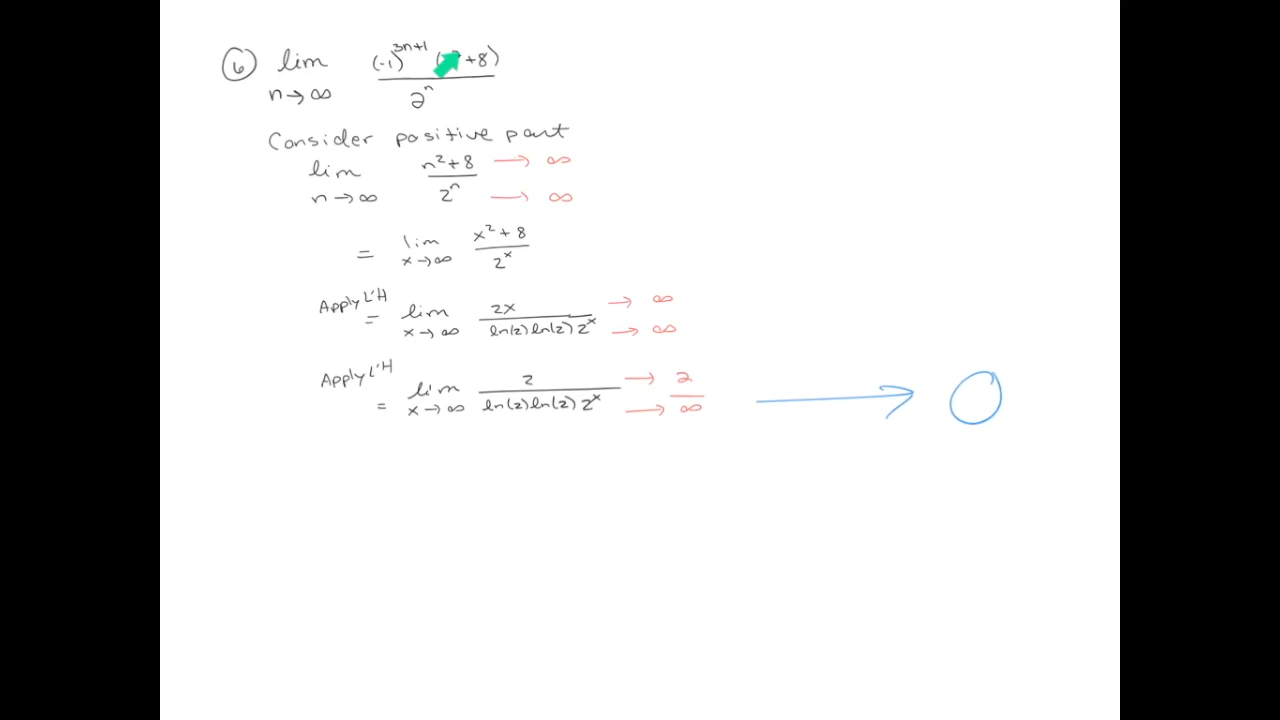 ⑥ lim n→∞ (-1)^(3n+1) ( +8) / 2^n
Consider positive part
lim n→∞ (n²+8) / 2^n → ∞ → ∞
= lim x→∞ (x²+8) / 2^x
Apply L'H = lim x→∞ 2x / (ln(2) ln(2) 2^x) → ∞ → ∞
Apply L'H = lim x→∞ 2 / (ln(2) ln(2) 2^x) → 2 / → ∞ → 0